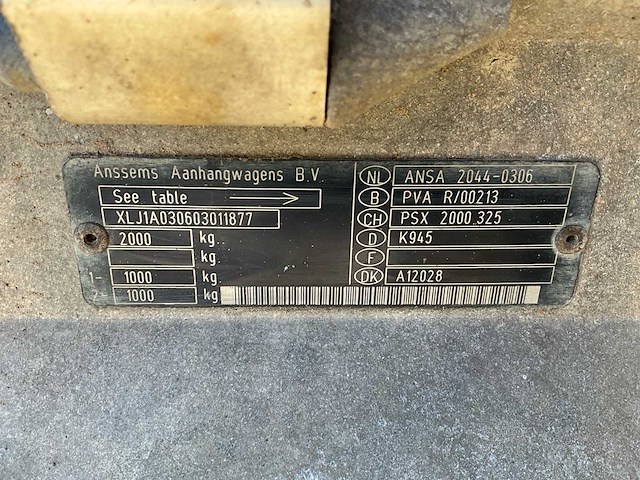 Anssems Aanhangwagens B.V.
See table
XLJ1A030603011877
2000 kg.
kg.
1- 1000 kg
2- 1000 kg
NL ANSA 2044-0306
B PVA R/00213
CH PSX 2000.325
D K945
F
DK A12028